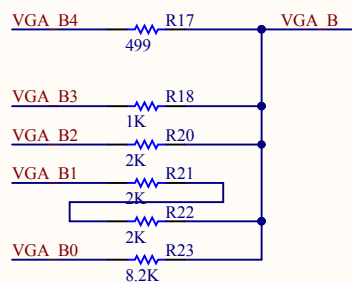 VGA_B4 R17 VGA_B
499
VGA_B3 R18
1K
VGA_B2 R20
2K
VGA_B1 R21
2K
R22
2K
VGA_B0 R23
8.2K